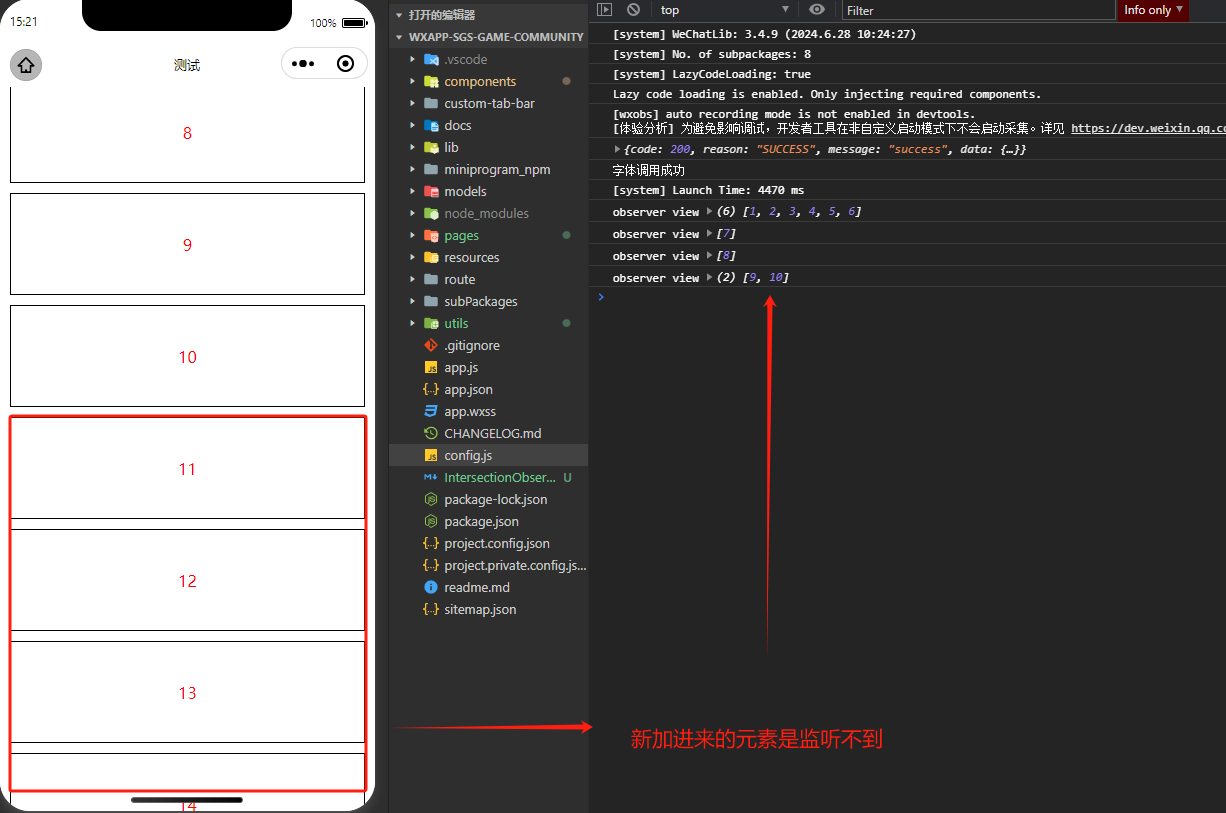 15:21
100%
测试
8
9
10
11
12
13
14
打开的编辑器
WXAPP-SGS-GAME-COMMUNITY
.vscode
components
custom-tab-bar
docs
lib
miniprogram_npm
models
node_modules
pages
resources
route
subPackages
utils
.gitignore
app.js
app.json
app.wxss
CHANGELOG.md
config.js
IntersectionObser... U
package-lock.json
package.json
project.config.json
project.private.config.js...
readme.md
sitemap.json
top
Filter
Info only
[system] WeChatLib: 3.4.9 (2024.6.28 10:24:27)
[system] No. of subpackages: 8
[system] LazyCodeLoading: true
Lazy code loading is enabled. Only injecting required components.
[wxobs] auto recording mode is not enabled in devtools.
[体验分析] 为避免影响调试，开发者工具在非自定义启动模式下不会启动采集。详见 https://dev.weixin.qq.co
{code: 200, reason: "SUCCESS", message: "success", data: {…}}
字体调用成功
[system] Launch Time: 4470 ms
observer view (6) [1, 2, 3, 4, 5, 6]
observer view [7]
observer view [8]
observer view (2) [9, 10]
新加进来的元素是监听不到